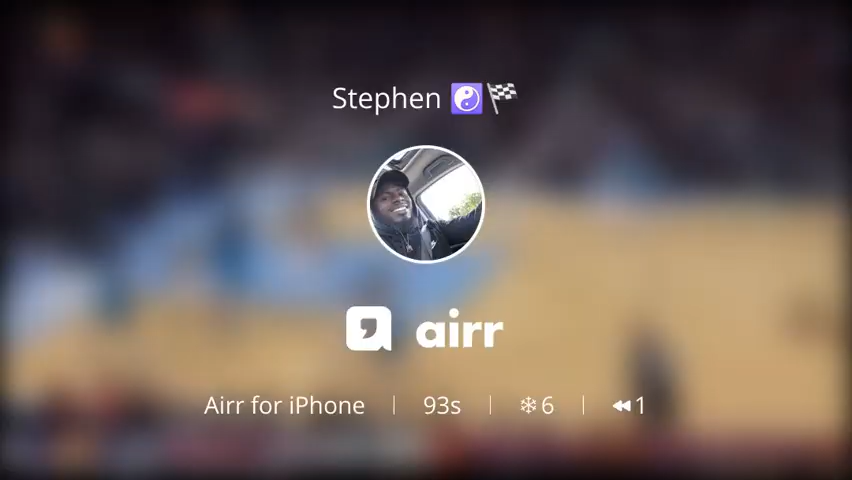 Stephen ☯️🏁
airr
Airr for iPhone | 93s | ❄6 | ⏪1